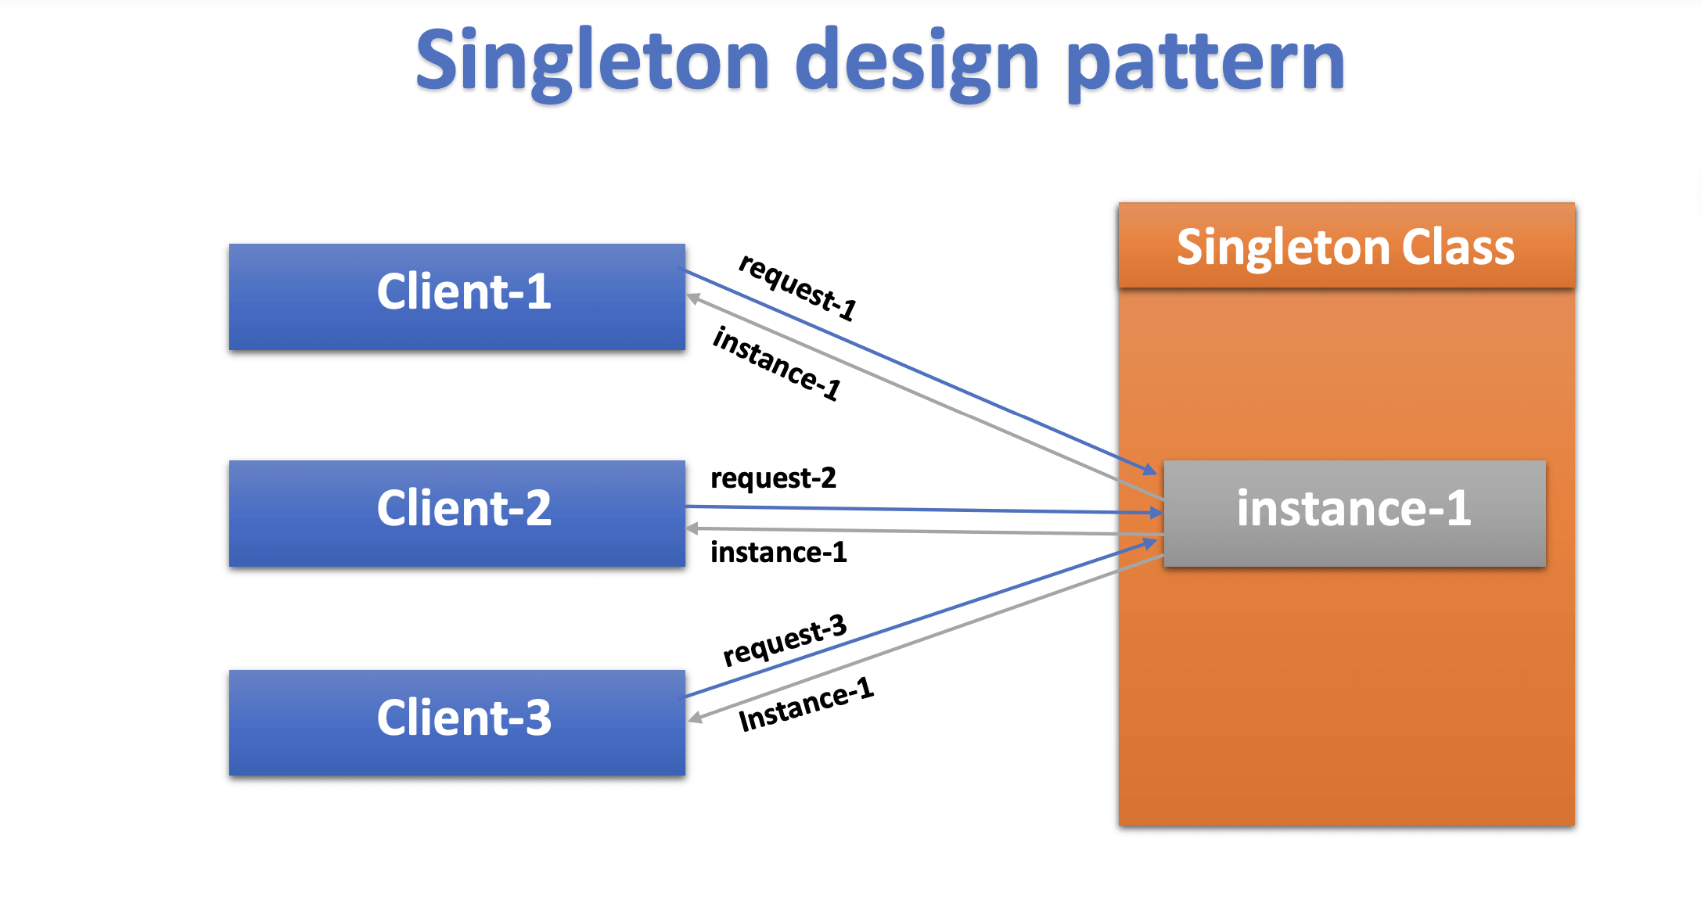 Singleton design pattern
Singleton Class
Client-1
request-1
instance-1
Client-2
request-2
instance-1
instance-1
Client-3
request-3
Instance-1